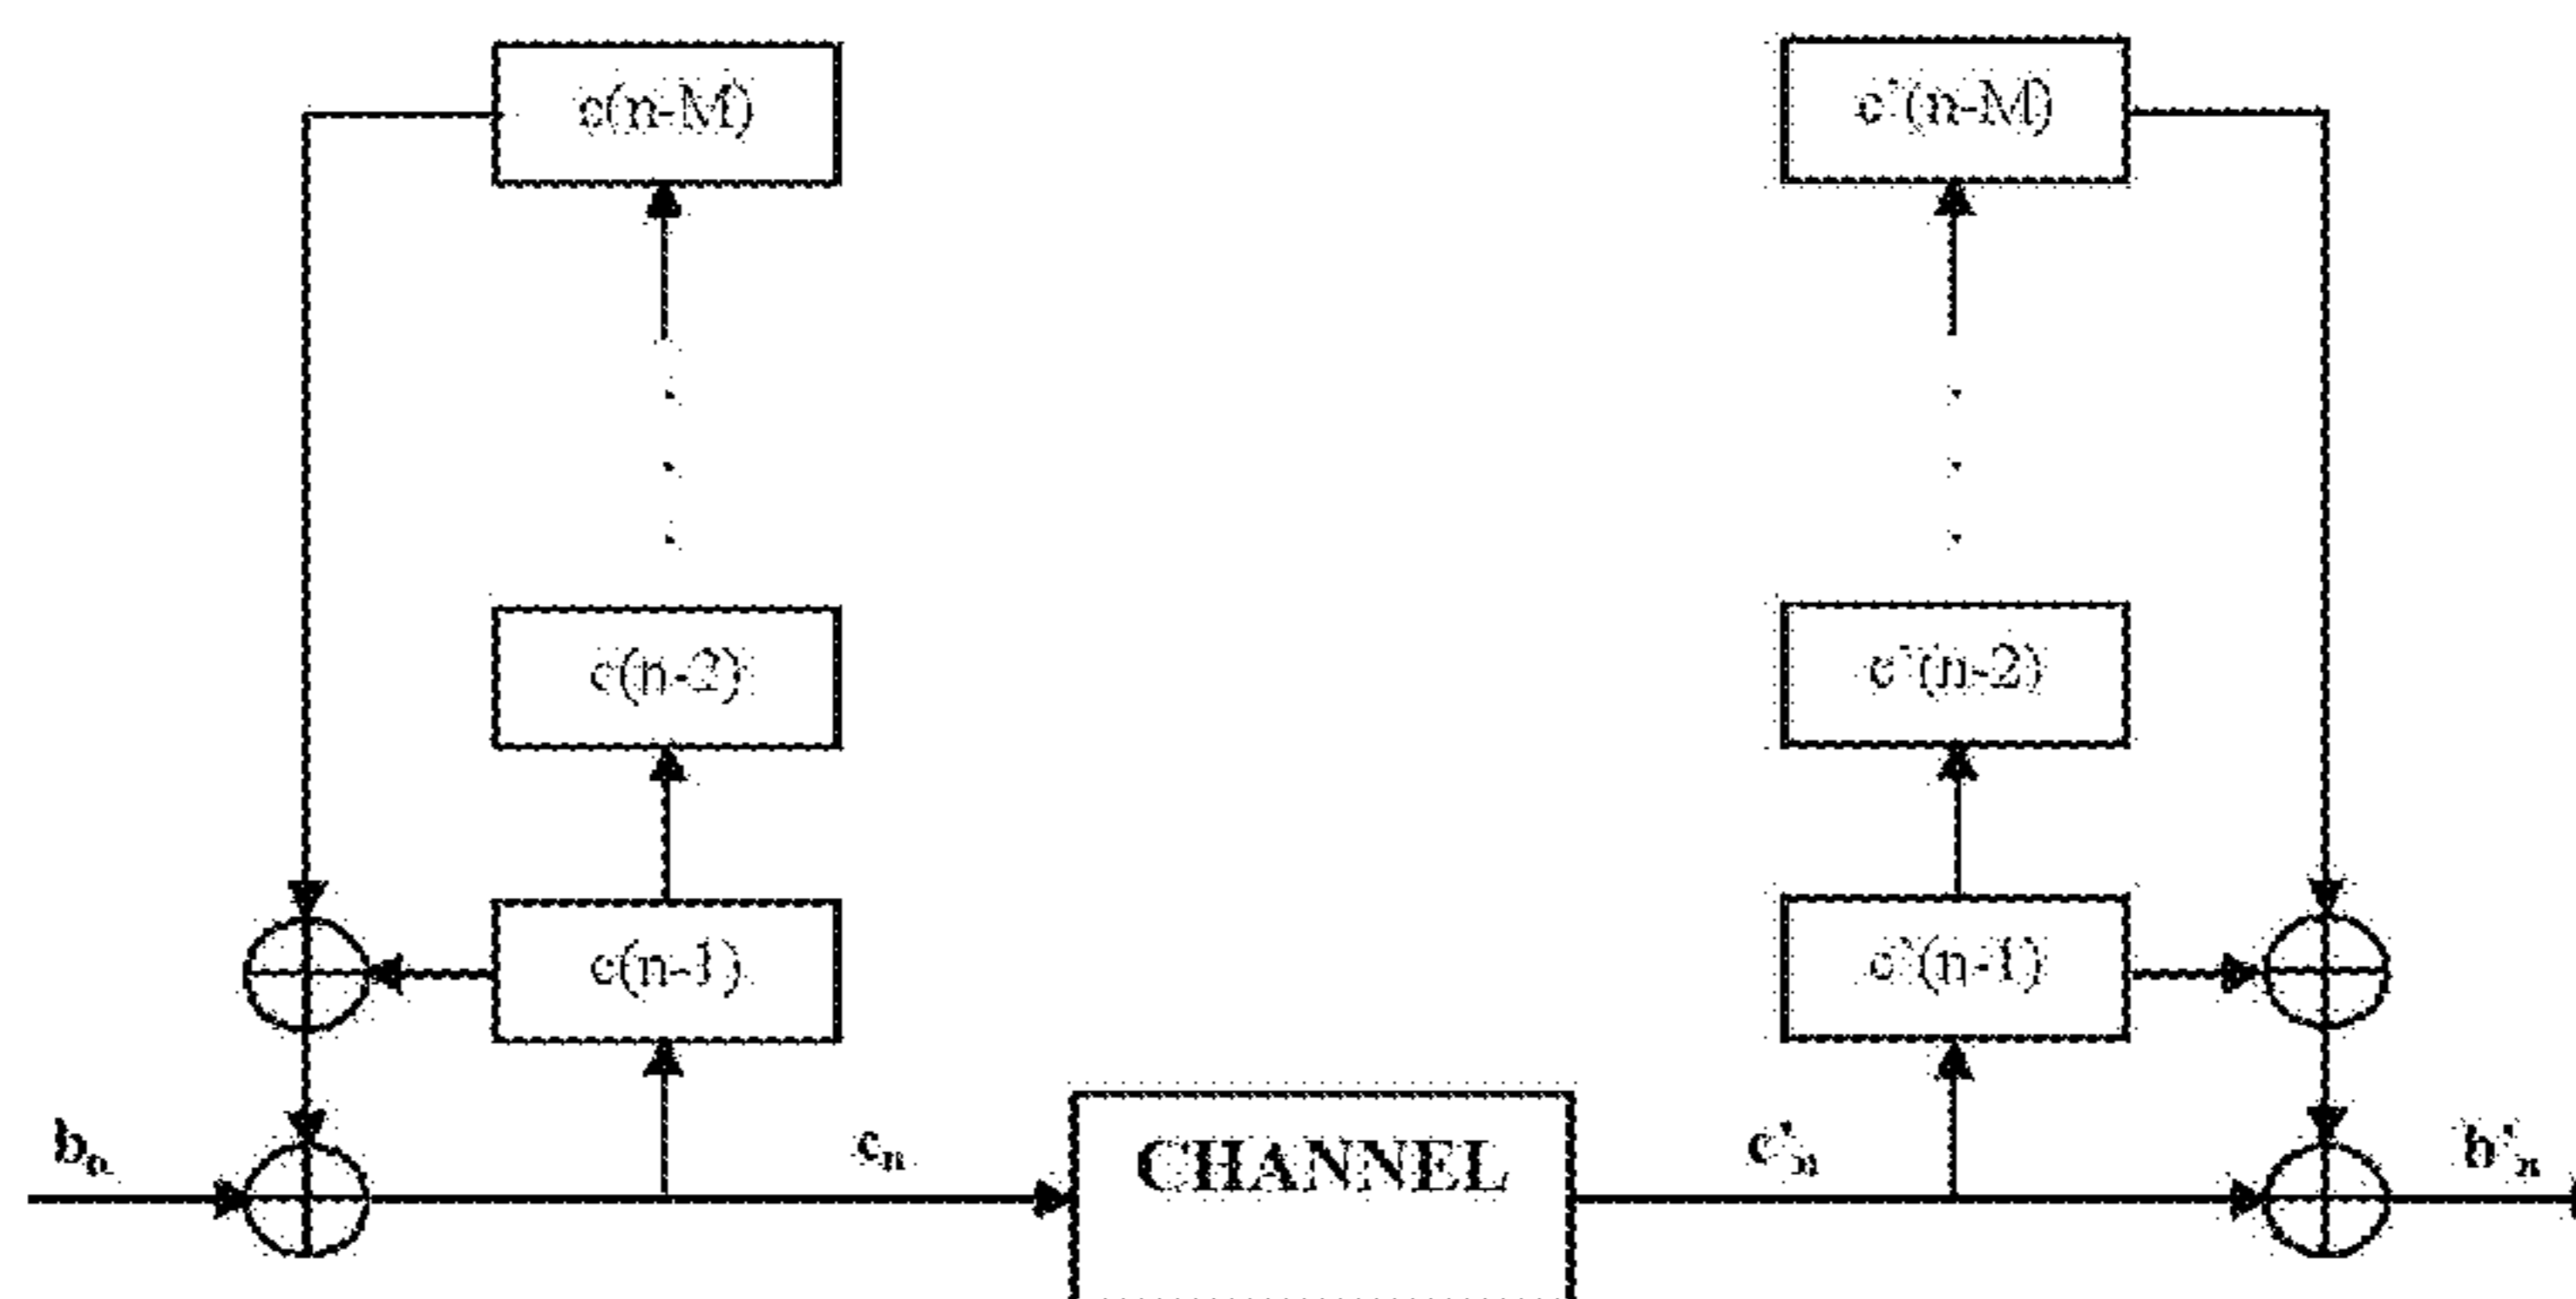 c(n-M)
c'(n-M)
c(n-2)
c'(n-2)
c(n-1)
c'(n-1)
bₙ
cₙ
CHANNEL
c'ₙ
b'ₙ